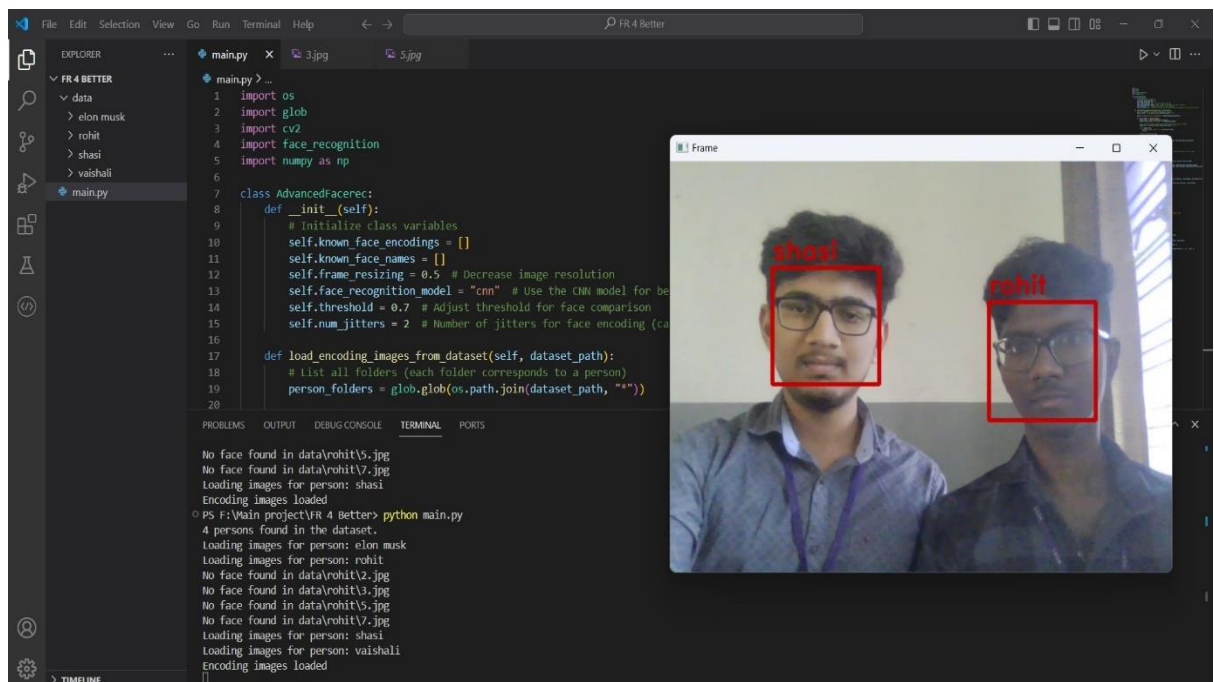 File Edit Selection View Go Run Terminal Help
FR 4 Better
EXPLORER
FR 4 BETTER
data
elon musk
rohit
shasi
vaishali
main.py
main.py
3.jpg
5.jpg
main.py > ...
1 import os
2 import glob
3 import cv2
4 import face_recognition
5 import numpy as np
6
7 class AdvancedFacerec:
8 def __init__(self):
9 # Initialize class variables
10 self.known_face_encodings = []
11 self.known_face_names = []
12 self.frame_resizing = 0.5 # Decrease image resolution
13 self.face_recognition_model = "cnn" # Use the CNN model for be
14 self.threshold = 0.7 # Adjust threshold for face comparison
15 self.num_jitters = 2 # Number of jitters for face encoding (ca
16
17 def load_encoding_images_from_dataset(self, dataset_path):
18 # List all folders (each folder corresponds to a person)
19 person_folders = glob.glob(os.path.join(dataset_path, "*"))
20
Frame
shasi
rohit
PROBLEMS OUTPUT DEBUG CONSOLE TERMINAL PORTS
No face found in data\rohit\5.jpg
No face found in data\rohit\7.jpg
Loading images for person: shasi
Encoding images loaded
PS F:\Main project\FR 4 Better> python main.py
4 persons found in the dataset.
Loading images for person: elon musk
Loading images for person: rohit
No face found in data\rohit\2.jpg
No face found in data\rohit\3.jpg
No face found in data\rohit\5.jpg
No face found in data\rohit\7.jpg
Loading images for person: shasi
Loading images for person: vaishali
Encoding images loaded
TIMELINE